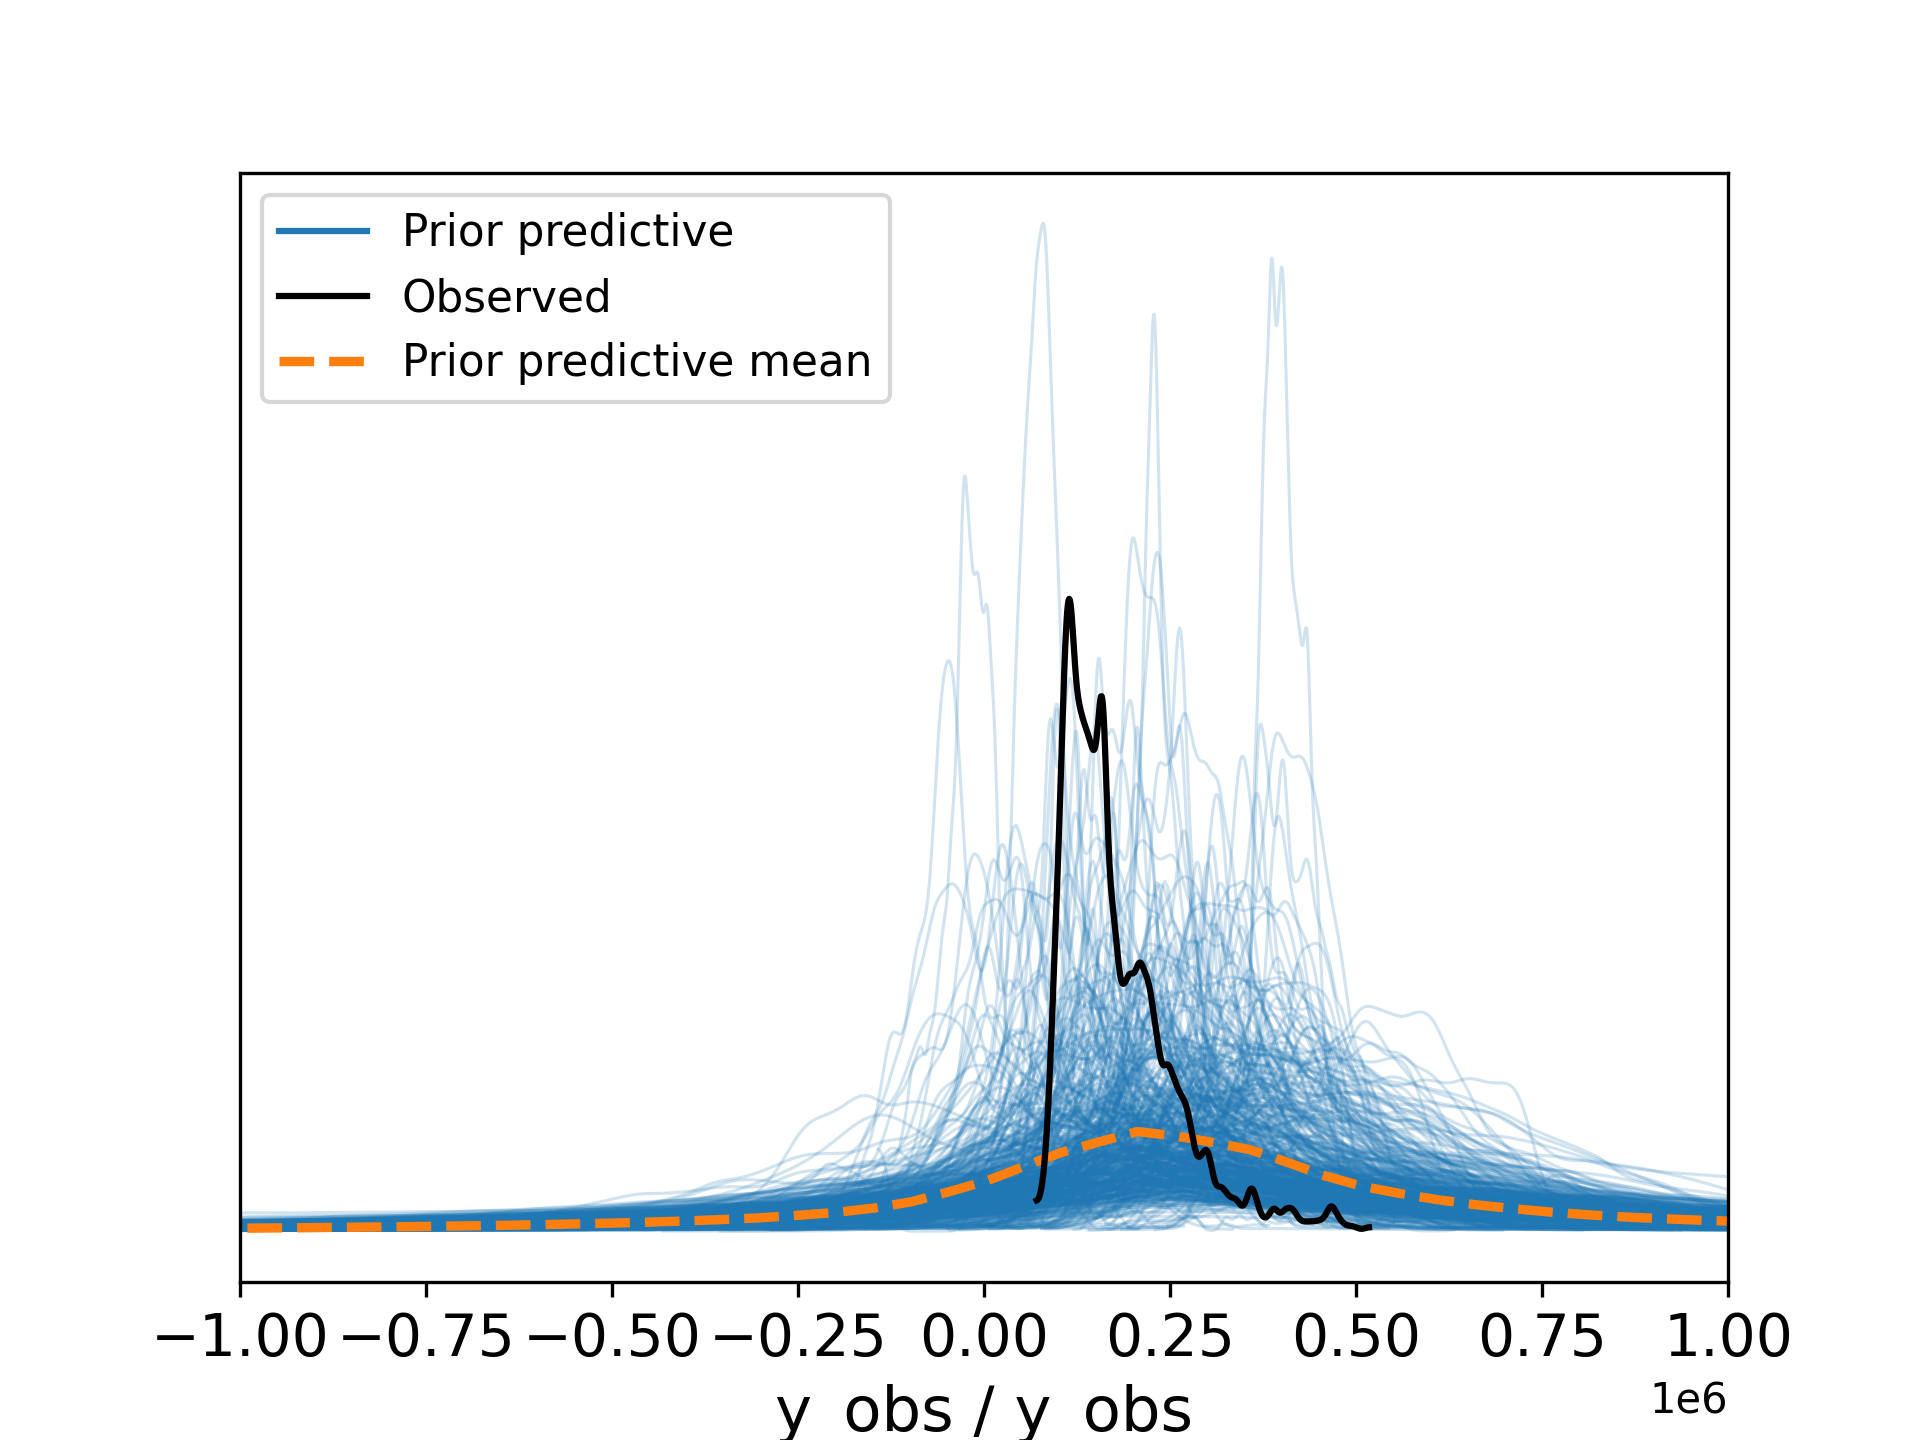 Prior predictive
Observed
Prior predictive mean
−1.00 −0.75 −0.50 −0.25 0.00 0.25 0.50 0.75 1.00
1e6
y obs / y obs